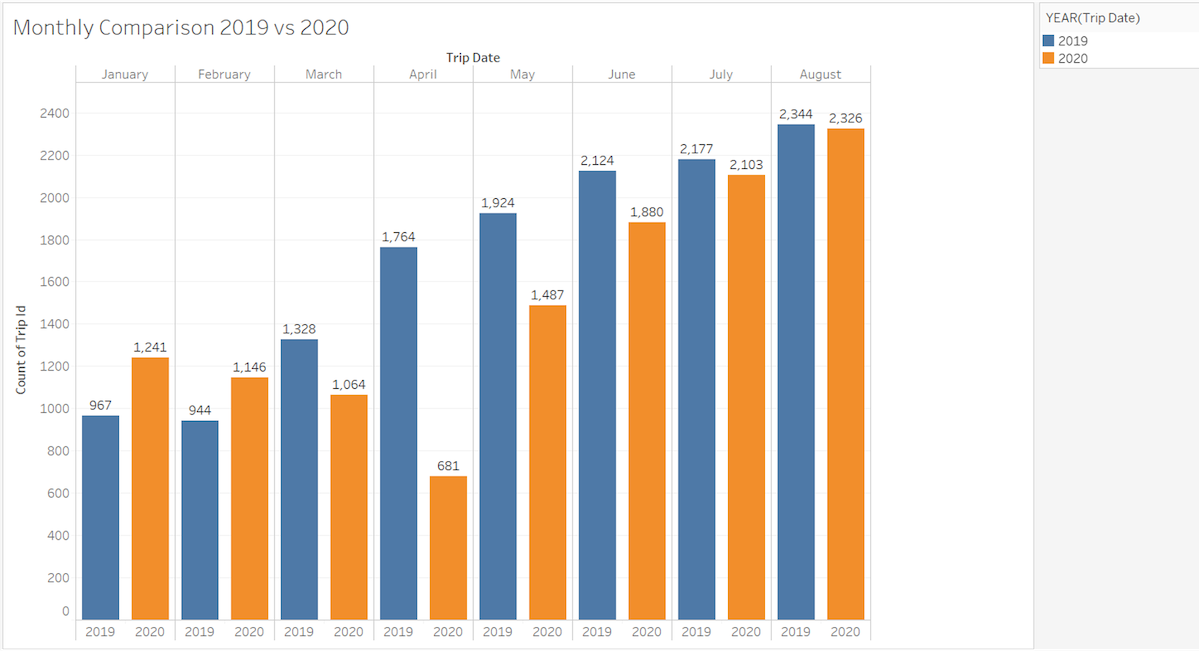 Monthly Comparison 2019 vs 2020
Trip Date
January February March April May June July August
Count of Trip Id
2400
2200
2000
1800
1600
1400
1200
1000
800
600
400
200
0
967 1,241 944 1,146 1,328 1,064 1,764 681 1,924 1,487 2,124 1,880 2,177 2,103 2,344 2,326
2019 2020 2019 2020 2019 2020 2019 2020 2019 2020 2019 2020 2019 2020 2019 2020
YEAR(Trip Date)
2019
2020